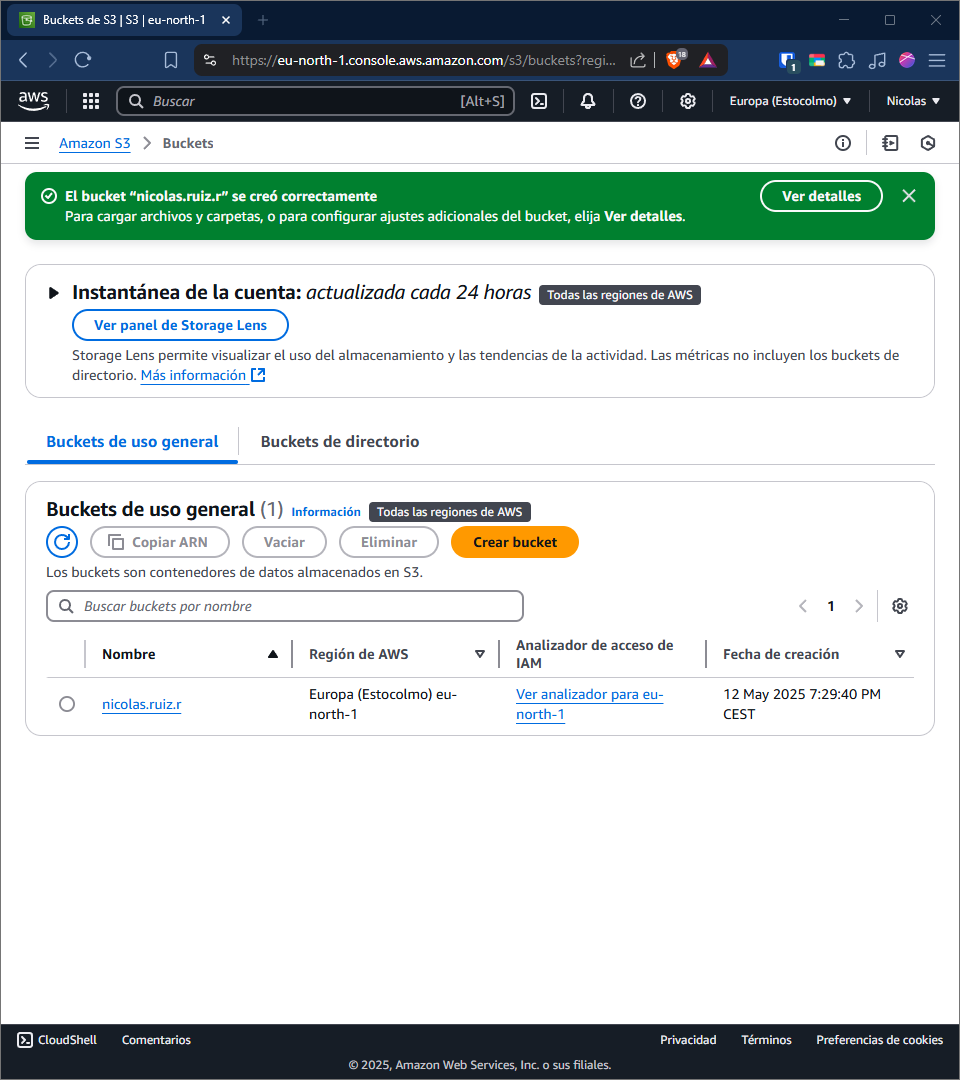 Buckets de S3 | S3 | eu-north-1
https://eu-north-1.console.aws.amazon.com/s3/buckets?regi...
18
1
aws
Buscar
[Alt+S]
Europa (Estocolmo)
Nicolas
Amazon S3
Buckets
El bucket “nicolas.ruiz.r” se creó correctamente
Para cargar archivos y carpetas, o para configurar ajustes adicionales del bucket, elija Ver detalles.
Ver detalles
Instantánea de la cuenta: actualizada cada 24 horas
Todas las regiones de AWS
Ver panel de Storage Lens
Storage Lens permite visualizar el uso del almacenamiento y las tendencias de la actividad. Las métricas no incluyen los buckets de
directorio. Más información
Buckets de uso general
Buckets de directorio
Buckets de uso general (1)
Información
Todas las regiones de AWS
Copiar ARN
Vaciar
Eliminar
Crear bucket
Los buckets son contenedores de datos almacenados en S3.
Buscar buckets por nombre
1
Nombre
Región de AWS
Analizador de acceso de
IAM
Fecha de creación
nicolas.ruiz.r
Europa (Estocolmo) eu-
north-1
Ver analizador para eu-
north-1
12 May 2025 7:29:40 PM
CEST
CloudShell
Comentarios
Privacidad
Términos
Preferencias de cookies
© 2025, Amazon Web Services, Inc. o sus filiales.